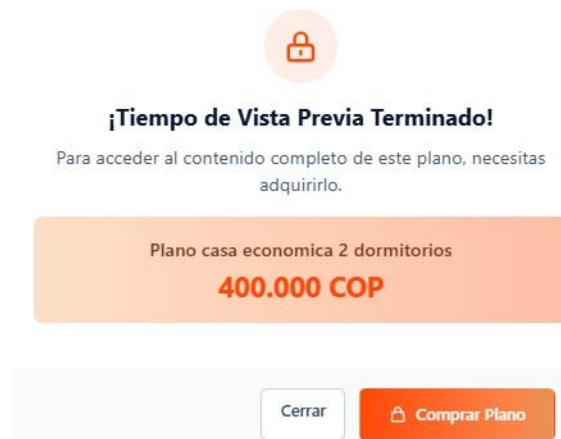 ¡Tiempo de Vista Previa Terminado!
Para acceder al contenido completo de este plano, necesitas
adquirirlo.
Plano casa economica 2 dormitorios
400.000 COP
Cerrar
Comprar Plano